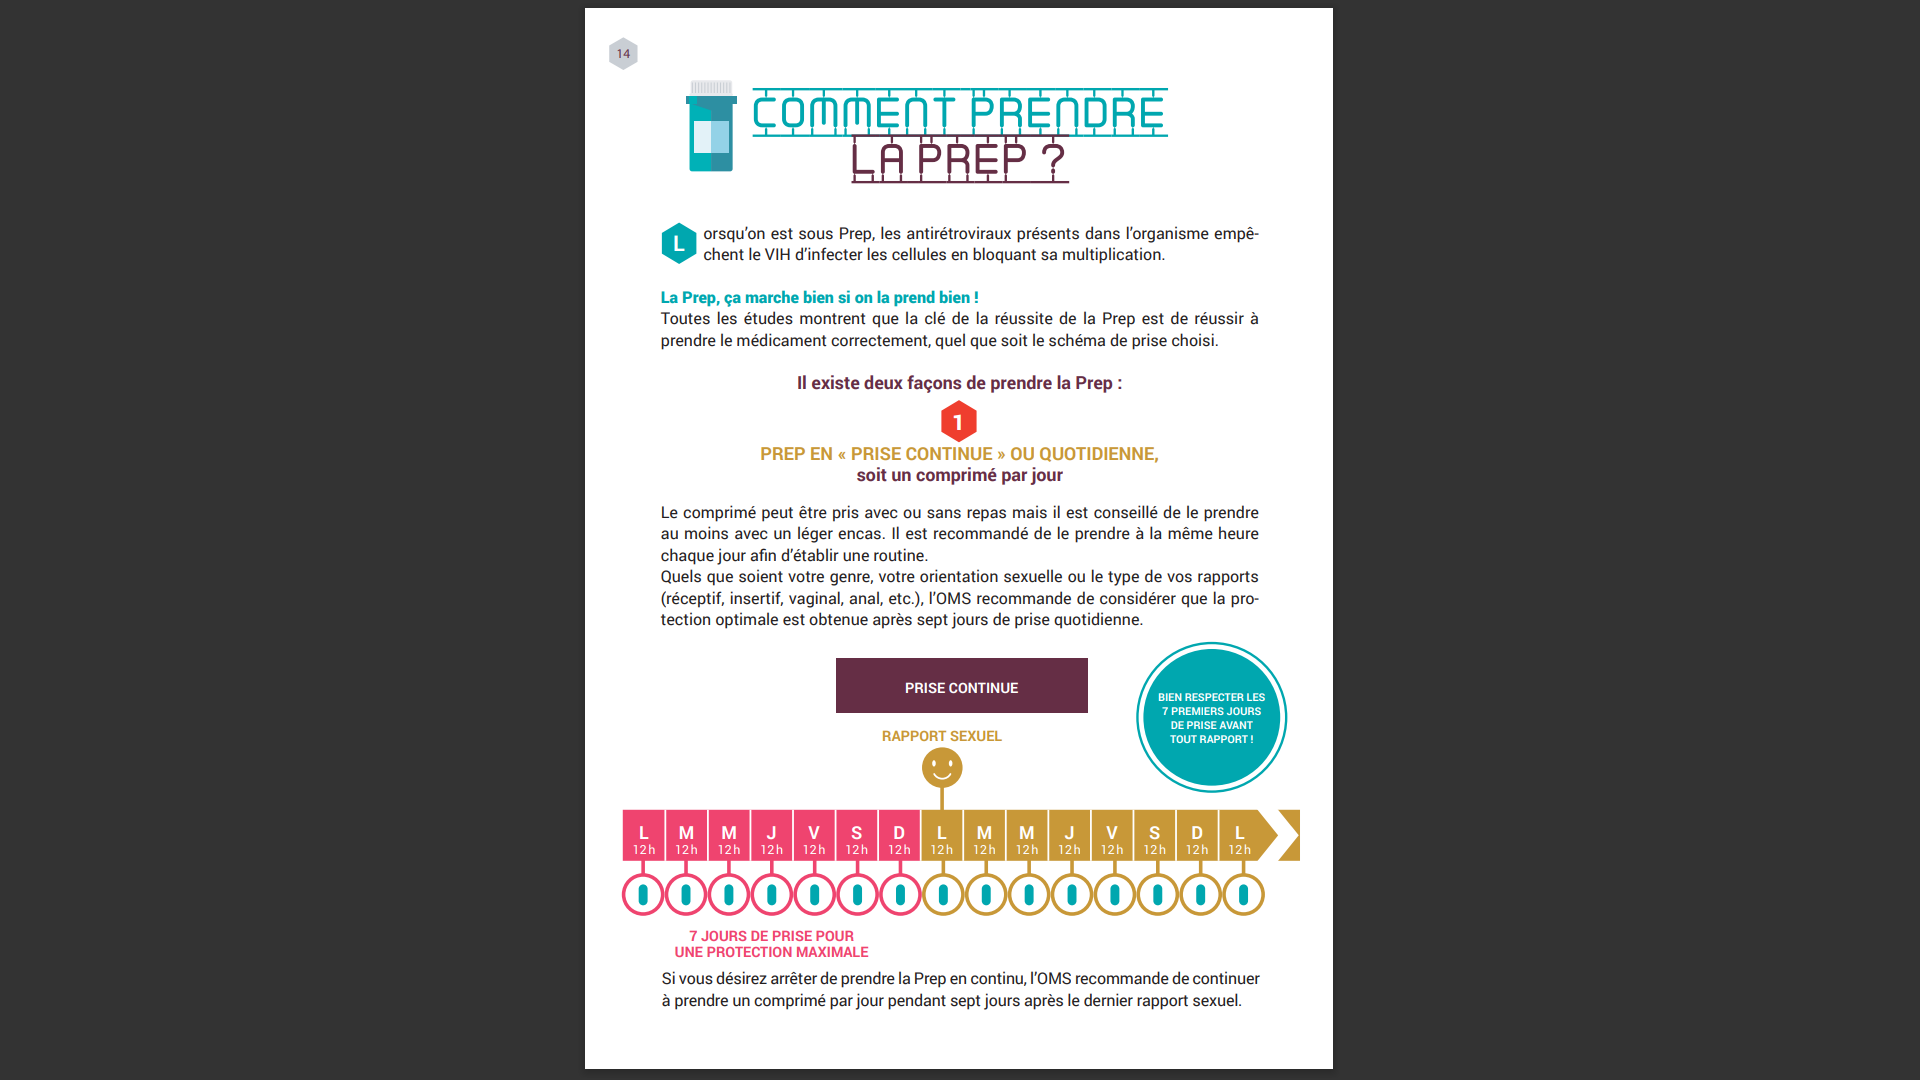 14
COMMENT PRENDRE
LA PREP ?
Lorsqu'on est sous Prep, les antirétroviraux présents dans l'organisme empê-
chent le VIH d'infecter les cellules en bloquant sa multiplication.
La Prep, ça marche bien si on la prend bien !
Toutes les études montrent que la clé de la réussite de la Prep est de réussir à
prendre le médicament correctement, quel que soit le schéma de prise choisi.
Il existe deux façons de prendre la Prep :
1
PREP EN « PRISE CONTINUE » OU QUOTIDIENNE,
soit un comprimé par jour
Le comprimé peut être pris avec ou sans repas mais il est conseillé de le prendre
au moins avec un léger encas. Il est recommandé de le prendre à la même heure
chaque jour afin d'établir une routine.
Quels que soient votre genre, votre orientation sexuelle ou le type de vos rapports
(réceptif, insertif, vaginal, anal, etc.), l'OMS recommande de considérer que la pro-
tection optimale est obtenue après sept jours de prise quotidienne.
PRISE CONTINUE
BIEN RESPECTER LES
7 PREMIERS JOURS
DE PRISE AVANT
TOUT RAPPORT !
RAPPORT SEXUEL
L M M J V S D L M M J V S D L
12h 12h 12h 12h 12h 12h 12h 12h 12h 12h 12h 12h 12h 12h 12h
7 JOURS DE PRISE POUR
UNE PROTECTION MAXIMALE
Si vous désirez arrêter de prendre la Prep en continu, l'OMS recommande de continuer
à prendre un comprimé par jour pendant sept jours après le dernier rapport sexuel.